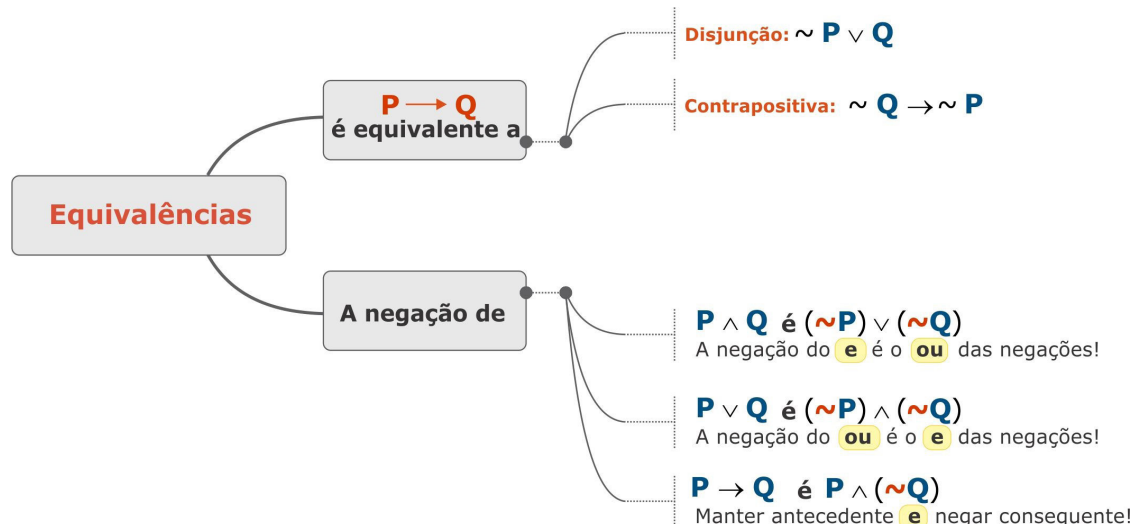 Equivalências
P → Q
é equivalente a
Disjunção: ~ P ∨ Q
Contrapositiva: ~ Q → ~ P
A negação de
P ∧ Q é (~P) ∨ (~Q)
A negação do e é o ou das negações!
P ∨ Q é (~P) ∧ (~Q)
A negação do ou é o e das negações!
P → Q é P ∧ (~Q)
Manter antecedente e negar consequente!